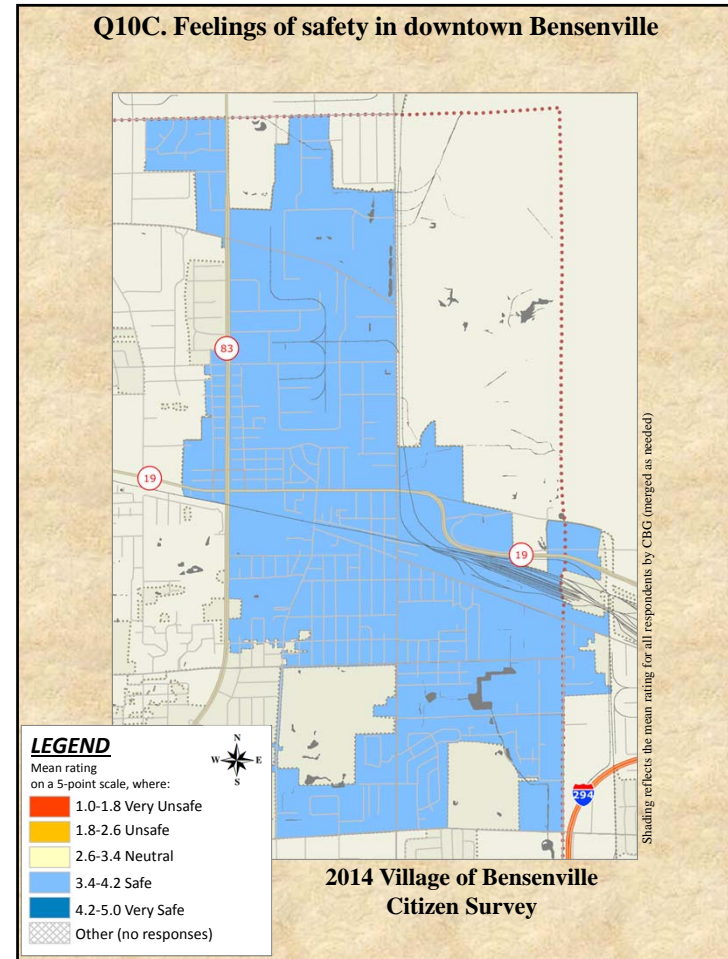 Q10C. Feelings of safety in downtown Bensenville
83
19
19
294
Shading reflects the mean rating for all respondents by CBG (merged as needed)
LEGEND
Mean rating
on a 5-point scale, where:
N
W E
S
1.0-1.8 Very Unsafe
1.8-2.6 Unsafe
2.6-3.4 Neutral
3.4-4.2 Safe
4.2-5.0 Very Safe
Other (no responses)
2014 Village of Bensenville
Citizen Survey